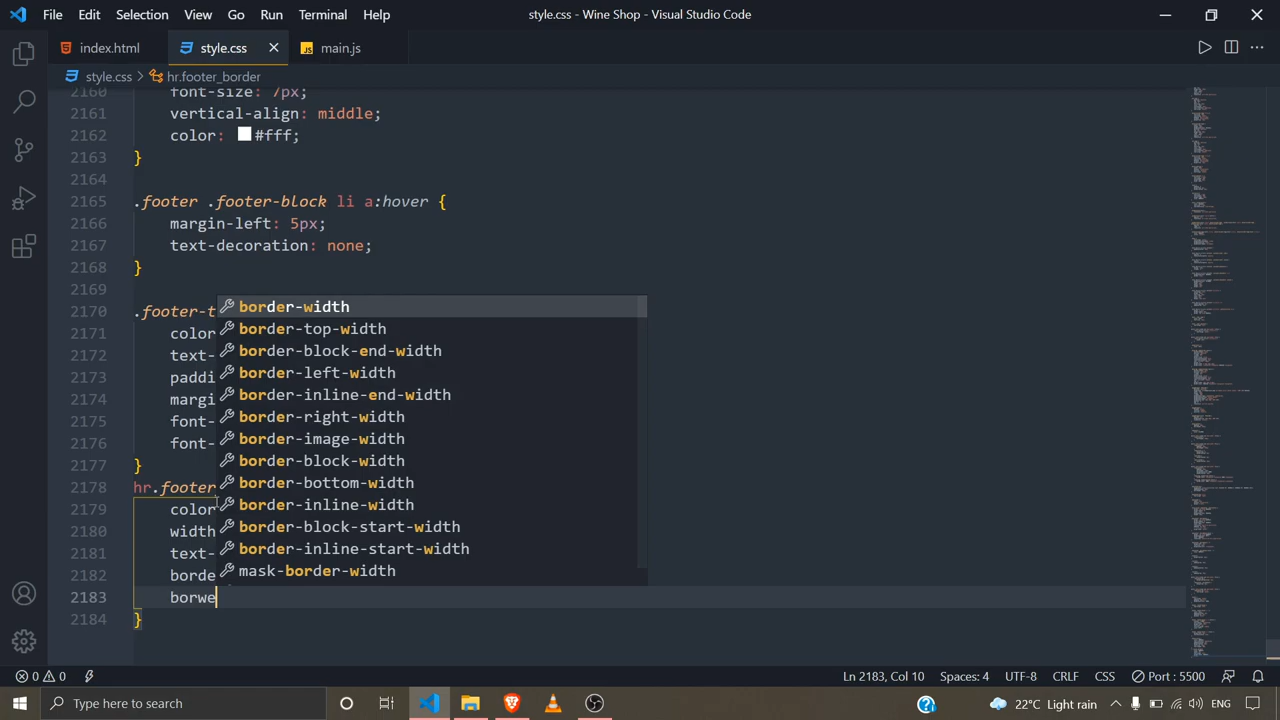 File Edit Selection View Go Run Terminal Help style.css - Wine Shop - Visual Studio Code
index.html style.css main.js
style.css hr.footer_border
2160 font-size: 7px;
2161 vertical-align: middle;
2162 color: #fff;
2163 }
2164
2165 .footer .footer-block li a:hover {
2166 margin-left: 5px;
2167 text-decoration: none;
2168 }
2169 border-width
2170 .footer-t border-top-width
2171 color border-block-end-width
2172 text- border-left-width
2173 paddi border-inline-end-width
2174 margi border-right-width
2175 font- border-image-width
2176 font- border-block-width
2177 } border-bottom-width
2178 hr.footer border-inline-width
2179 color border-block-start-width
2180 width border-inline-start-width
2181 text- mask-border-width
2182 borde
2183 borwe
2184 }
0 0 Ln 2183, Col 10 Spaces: 4 UTF-8 CRLF CSS Port : 5500
Type here to search 22°C Light rain ENG